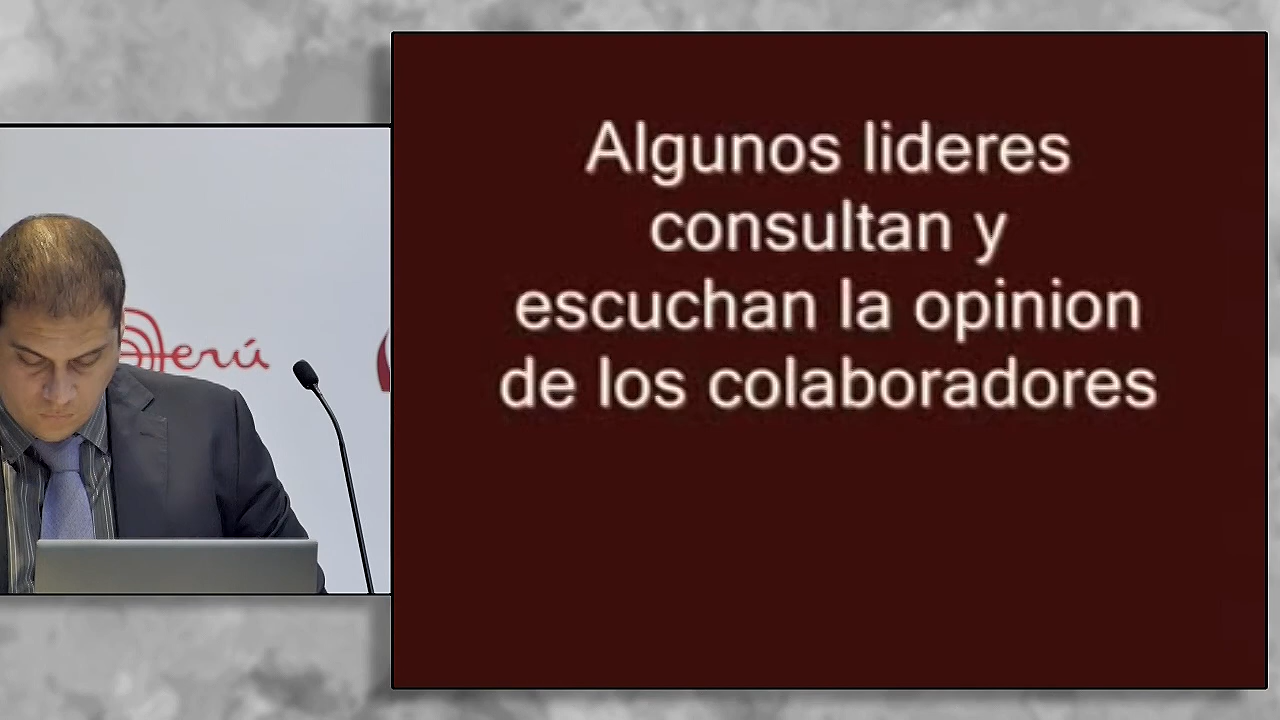 Perú
Algunos lideres
consultan y
escuchan la opinion
de los colaboradores